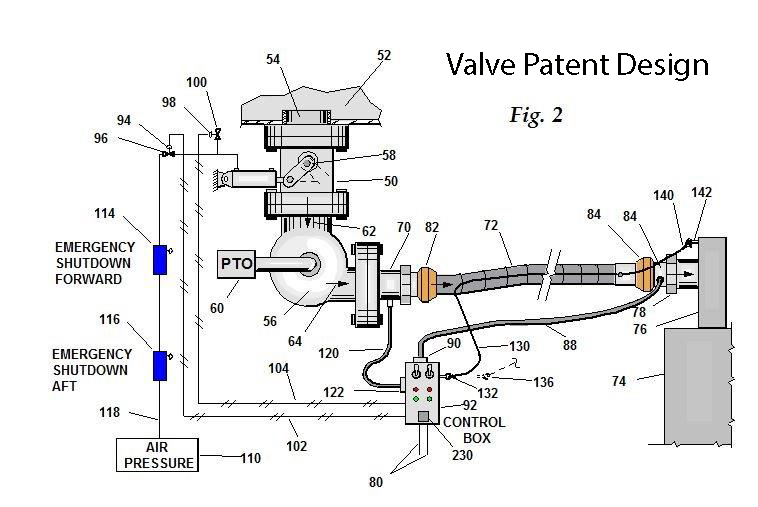 Valve Patent Design
Fig. 2
54
52
100
98
94
96
58
50
140
142
114
62
70
82
72
84
84
EMERGENCY
SHUTDOWN
FORWARD
PTO
60
56
64
78
76
116
120
90
88
130
EMERGENCY
SHUTDOWN
AFT
104
122
132
136
74
118
92
102
CONTROL
BOX
230
AIR
PRESSURE
110
80